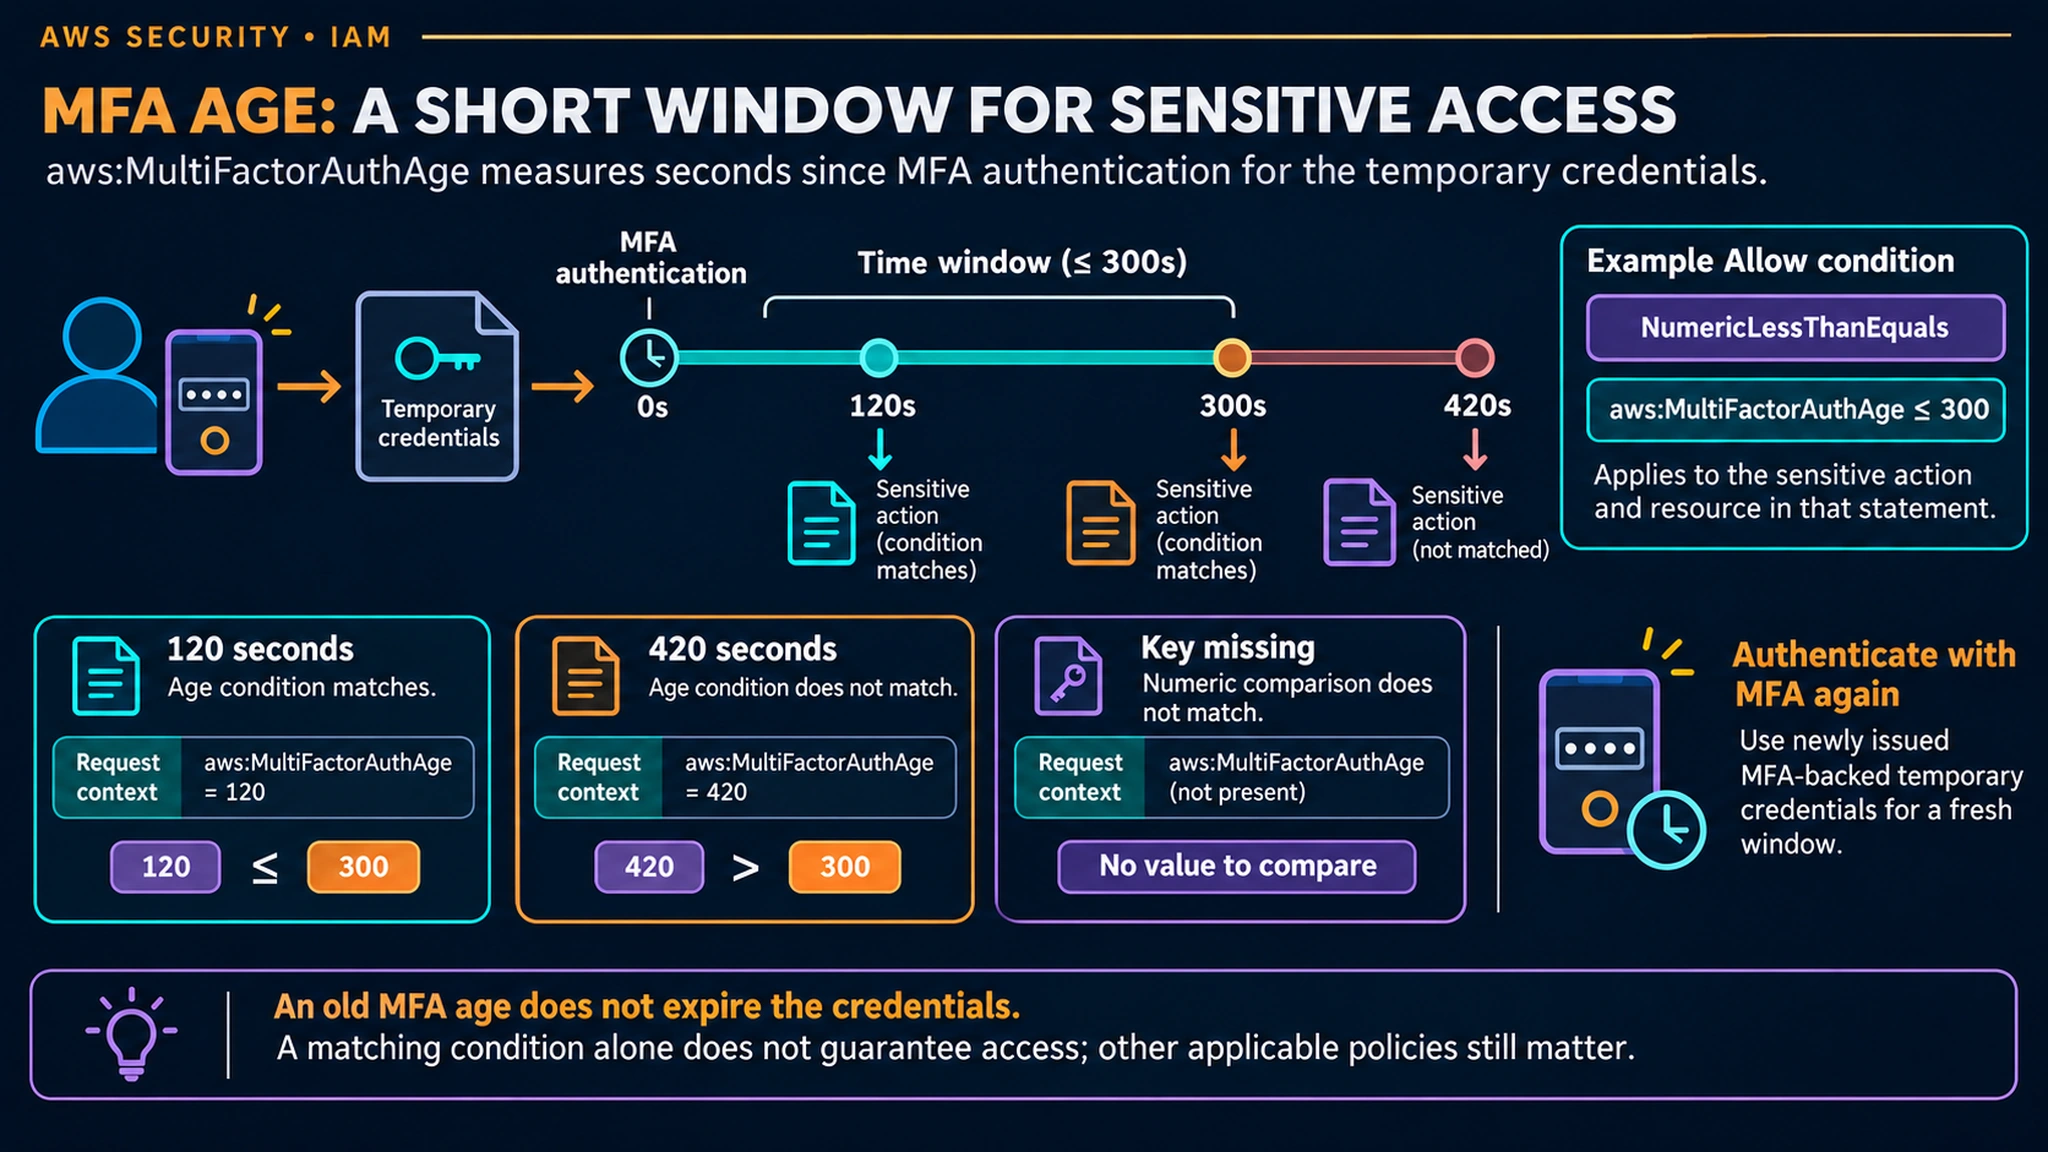 AWS SECURITY • IAM
MFA AGE: A SHORT WINDOW FOR SENSITIVE ACCESS
aws:MultiFactorAuthAge measures seconds since MFA authentication for the temporary credentials.
Temporary
credentials
MFA
authentication
Time window (≤ 300s)
0s
120s
300s
420s
Sensitive
action
(condition
matches)
Sensitive
action
(condition
matches)
Sensitive
action
(not matched)
Example Allow condition
NumericLessThanEquals
aws:MultiFactorAuthAge ≤ 300
Applies to the sensitive action
and resource in that statement.
120 seconds
Age condition matches.
Request
context
aws:MultiFactorAuthAge
= 120
120 ≤ 300
420 seconds
Age condition does not match.
Request
context
aws:MultiFactorAuthAge
= 420
420 > 300
Key missing
Numeric comparison does
not match.
Request
context
aws:MultiFactorAuthAge
(not present)
No value to compare
Authenticate with
MFA again
Use newly issued
MFA-backed temporary
credentials for a fresh
window.
An old MFA age does not expire the credentials.
A matching condition alone does not guarantee access; other applicable policies still matter.